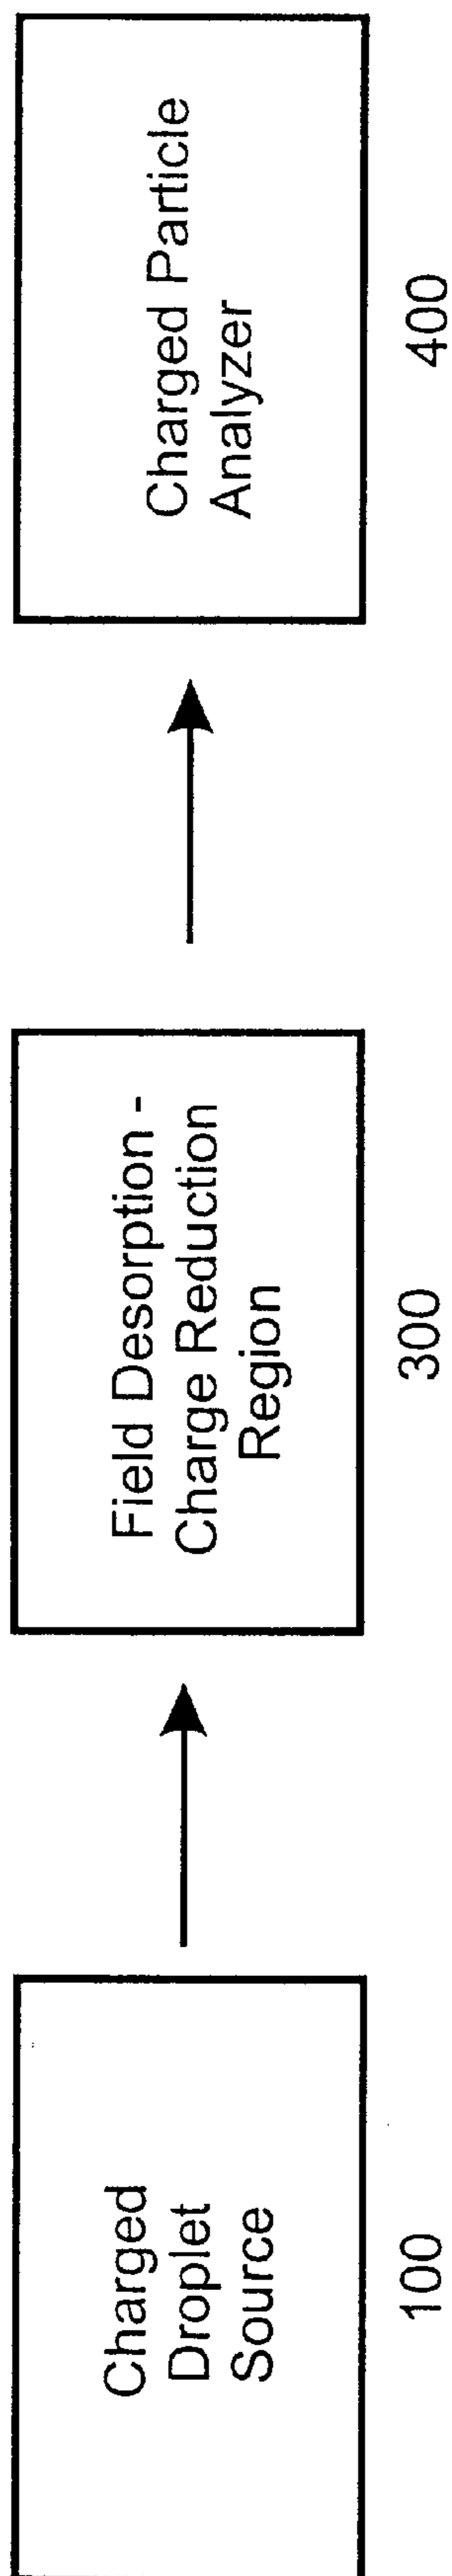 Charged
Droplet
Source
100
Field Desorption -
Charge Reduction
Region
300
Charged Particle
Analyzer
400